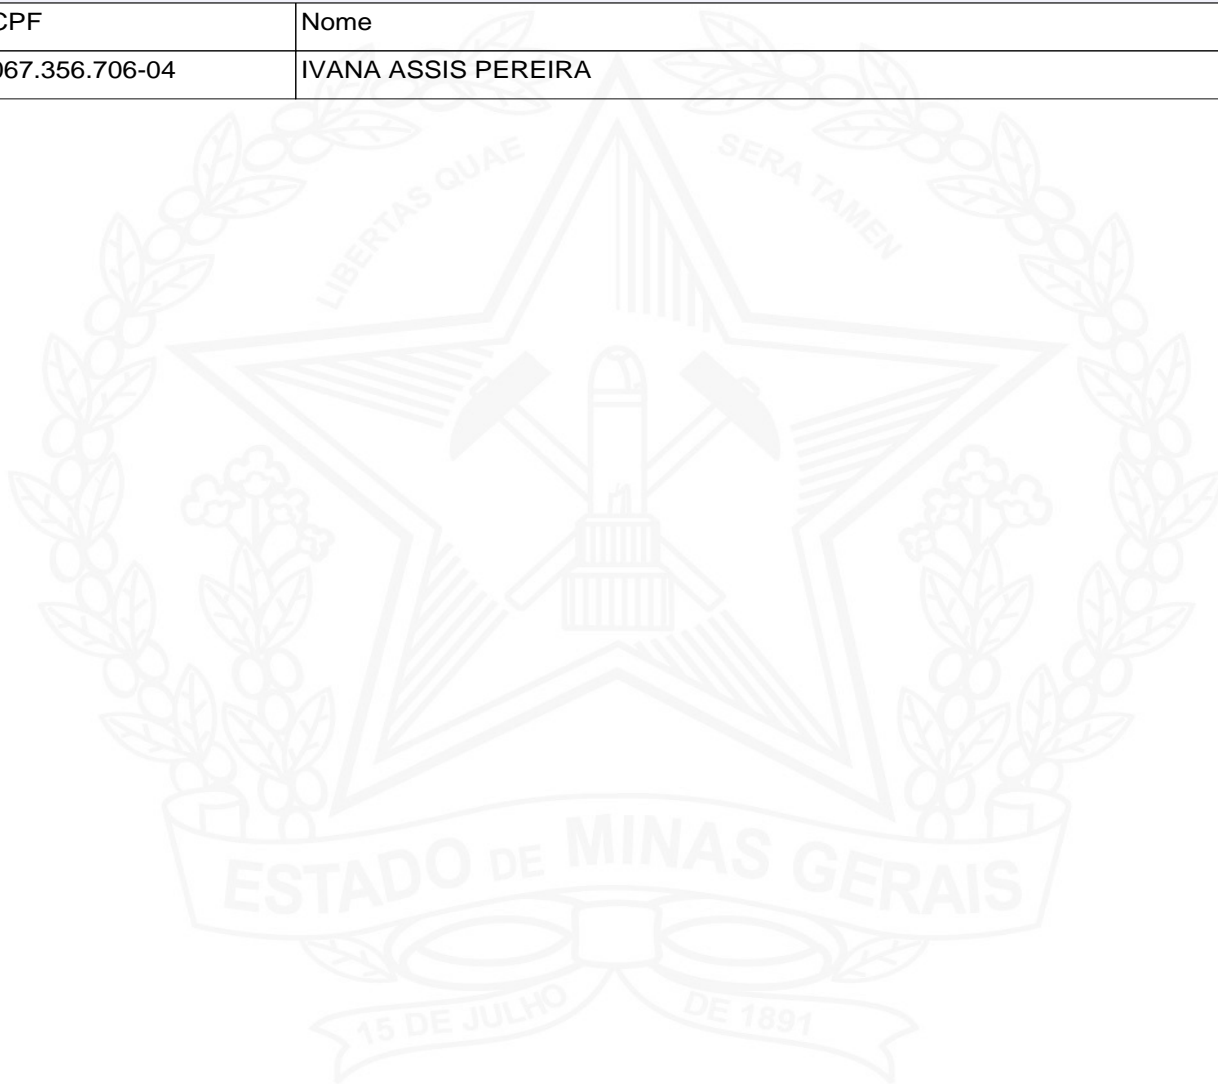 CPF Nome
067.356.706-04 IVANA ASSIS PEREIRA
LIBERTAS QUAE SERA TAMEN
ESTADO DE MINAS GERAIS
15 DE JULHO DE 1891